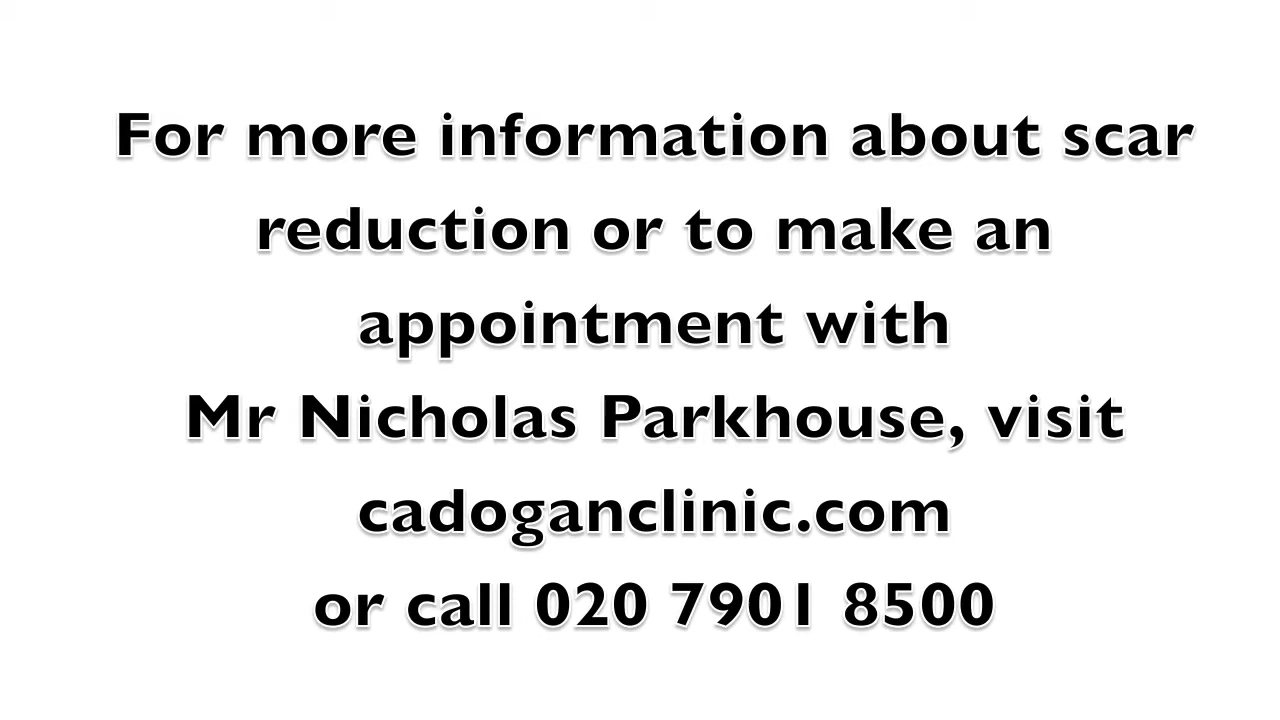 For more information about scar
reduction or to make an
appointment with
Mr Nicholas Parkhouse, visit
cadoganclinic.com
or call 020 7901 8500